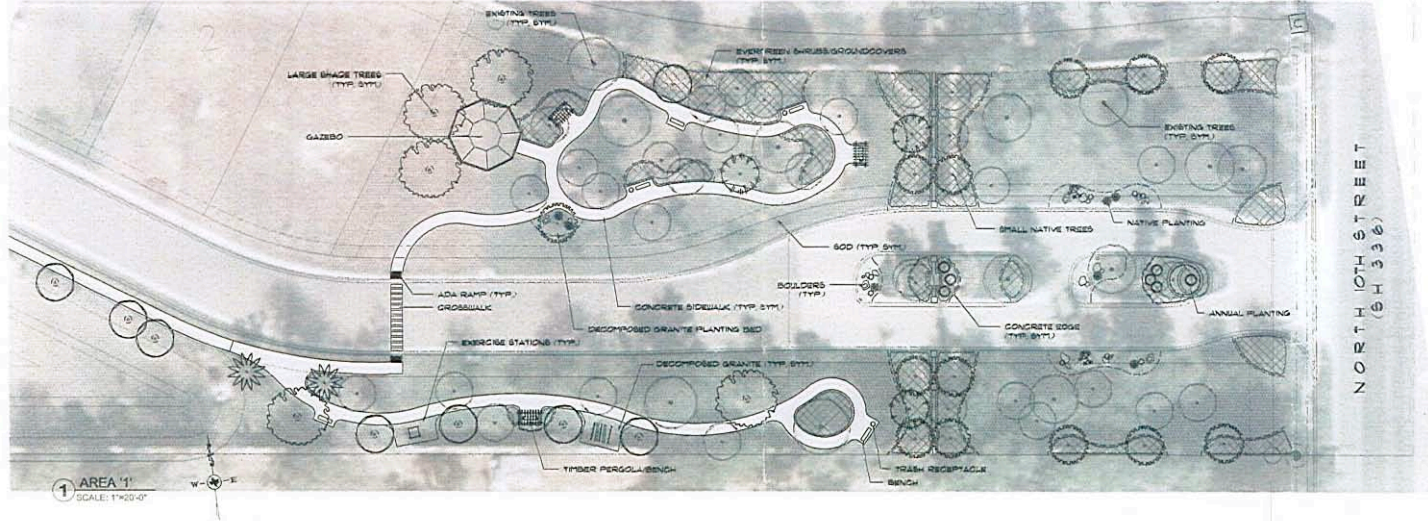 EXISTING TREES
(TYP. SYM.)
EVERGREEN SHRUBS/GROUNDCOVERS
(TYP. SYM.)
LARGE SHADE TREES
(TYP. SYM.)
GAZEBO
EXISTING TREES
(TYP. SYM.)
NATIVE PLANTING
SMALL NATIVE TREES
SOD (TYP. SYM.)
BOULDERS
(TYP.)
ADA RAMP (TYP.)
CROSSWALK
CONCRETE SIDEWALK (TYP. SYM.)
ANNUAL PLANTING
DECOMPOSED GRANITE PLANTING BED
CONCRETE EDGE
(TYP. SYM.)
EXERCISE STATIONS (TYP.)
DECOMPOSED GRANITE (TYP. SYM.)
TIMBER PERGOLA/BENCH
TRASH RECEPTACLE
BENCH
NORTH 10TH STREET
(SH 336)
W E
1 AREA '1'
SCALE: 1"=20'-0"